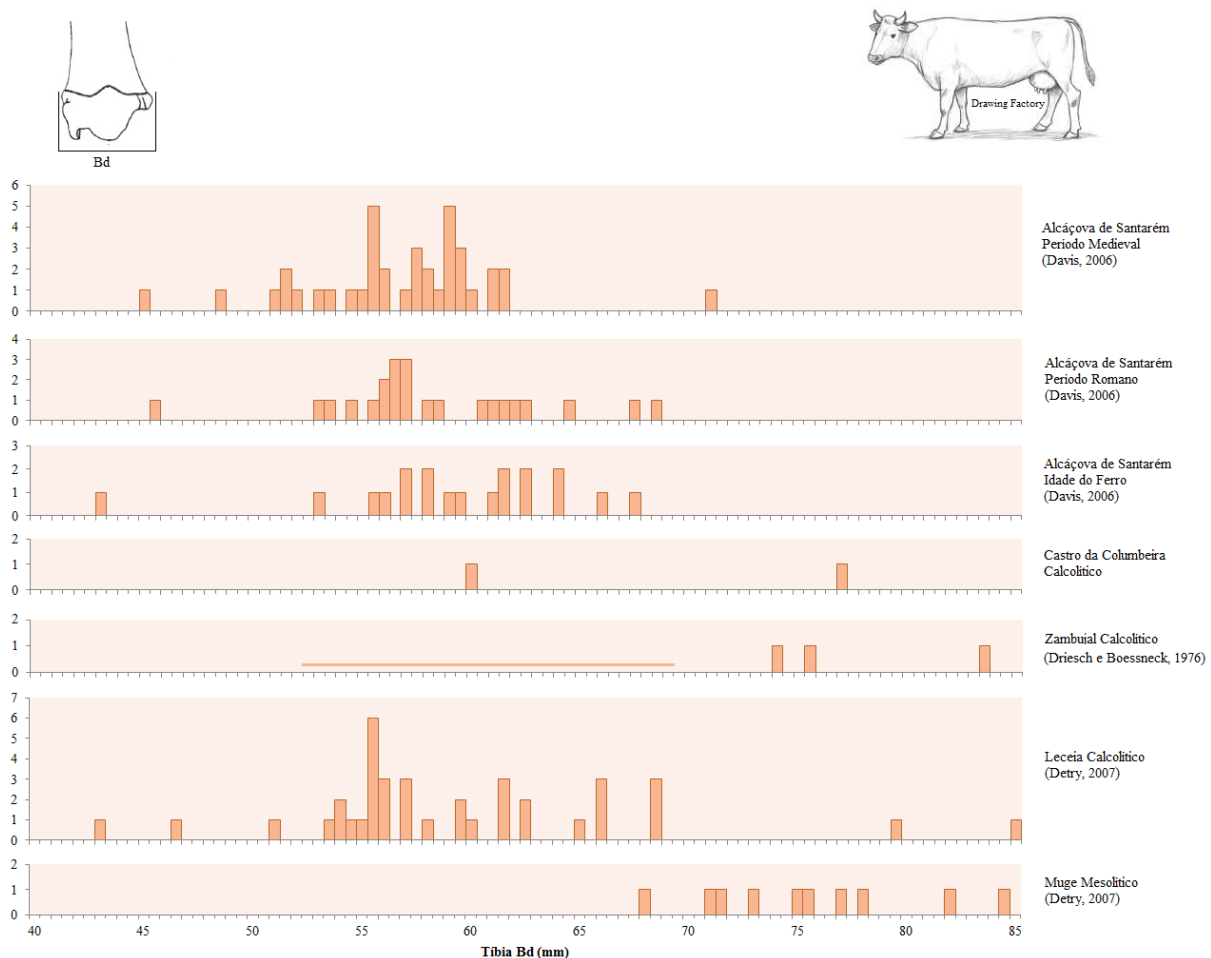 Bd
Drawing Factory
6
5
4
3
2
1
0
Alcáçova de Santarém
Periodo Medieval
(Davis, 2006)
4
3
2
1
0
Alcáçova de Santarém
Periodo Romano
(Davis, 2006)
3
2
1
0
Alcáçova de Santarém
Idade do Ferro
(Davis, 2006)
2
1
0
Castro da Columbeira
Calcolítico
2
1
0
Zambujal Calcolítico
(Driesch e Boessneck, 1976)
7
6
5
4
3
2
1
0
Leceia Calcolítico
(Detry, 2007)
2
1
0
Muge Mesolítico
(Detry, 2007)
40 45 50 55 60 65 70 75 80 85
Tíbia Bd (mm)